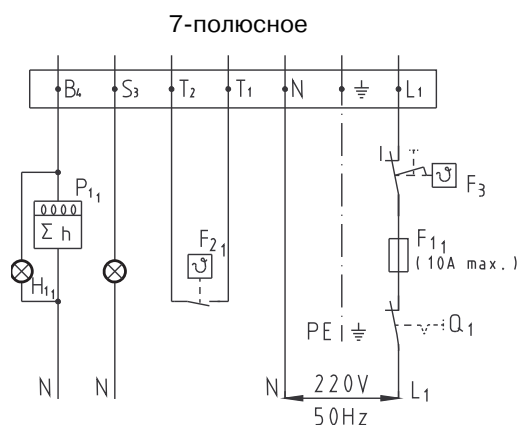 7-полюсное
B4 S3 T2 T1 N L1
P11
Σ h
H11
F21
ϑ
ϑ
F3
F11
(10A max.)
PE
Q1
N N N 220V L1
50Hz